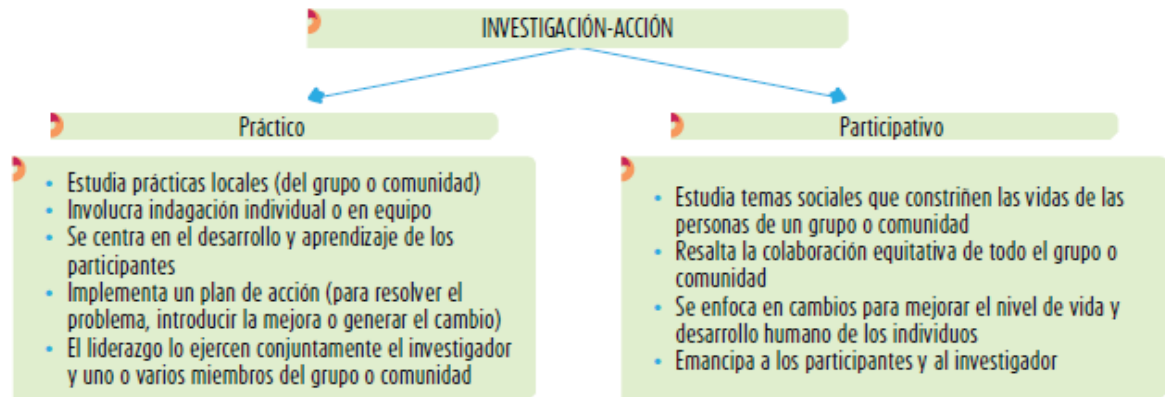 INVESTIGACIÓN-ACCIÓN
Práctico
• Estudia prácticas locales (del grupo o comunidad)
• Involucra indagación individual o en equipo
• Se centra en el desarrollo y aprendizaje de los
participantes
• Implementa un plan de acción (para resolver el
problema, introducir la mejora o generar el cambio)
• El liderazgo lo ejercen conjuntamente el investigador
y uno o varios miembros del grupo o comunidad
Participativo
• Estudia temas sociales que constriñen las vidas de las
personas de un grupo o comunidad
• Resalta la colaboración equitativa de todo el grupo o
comunidad
• Se enfoca en cambios para mejorar el nivel de vida y
desarrollo humano de los individuos
• Emancipa a los participantes y al investigador